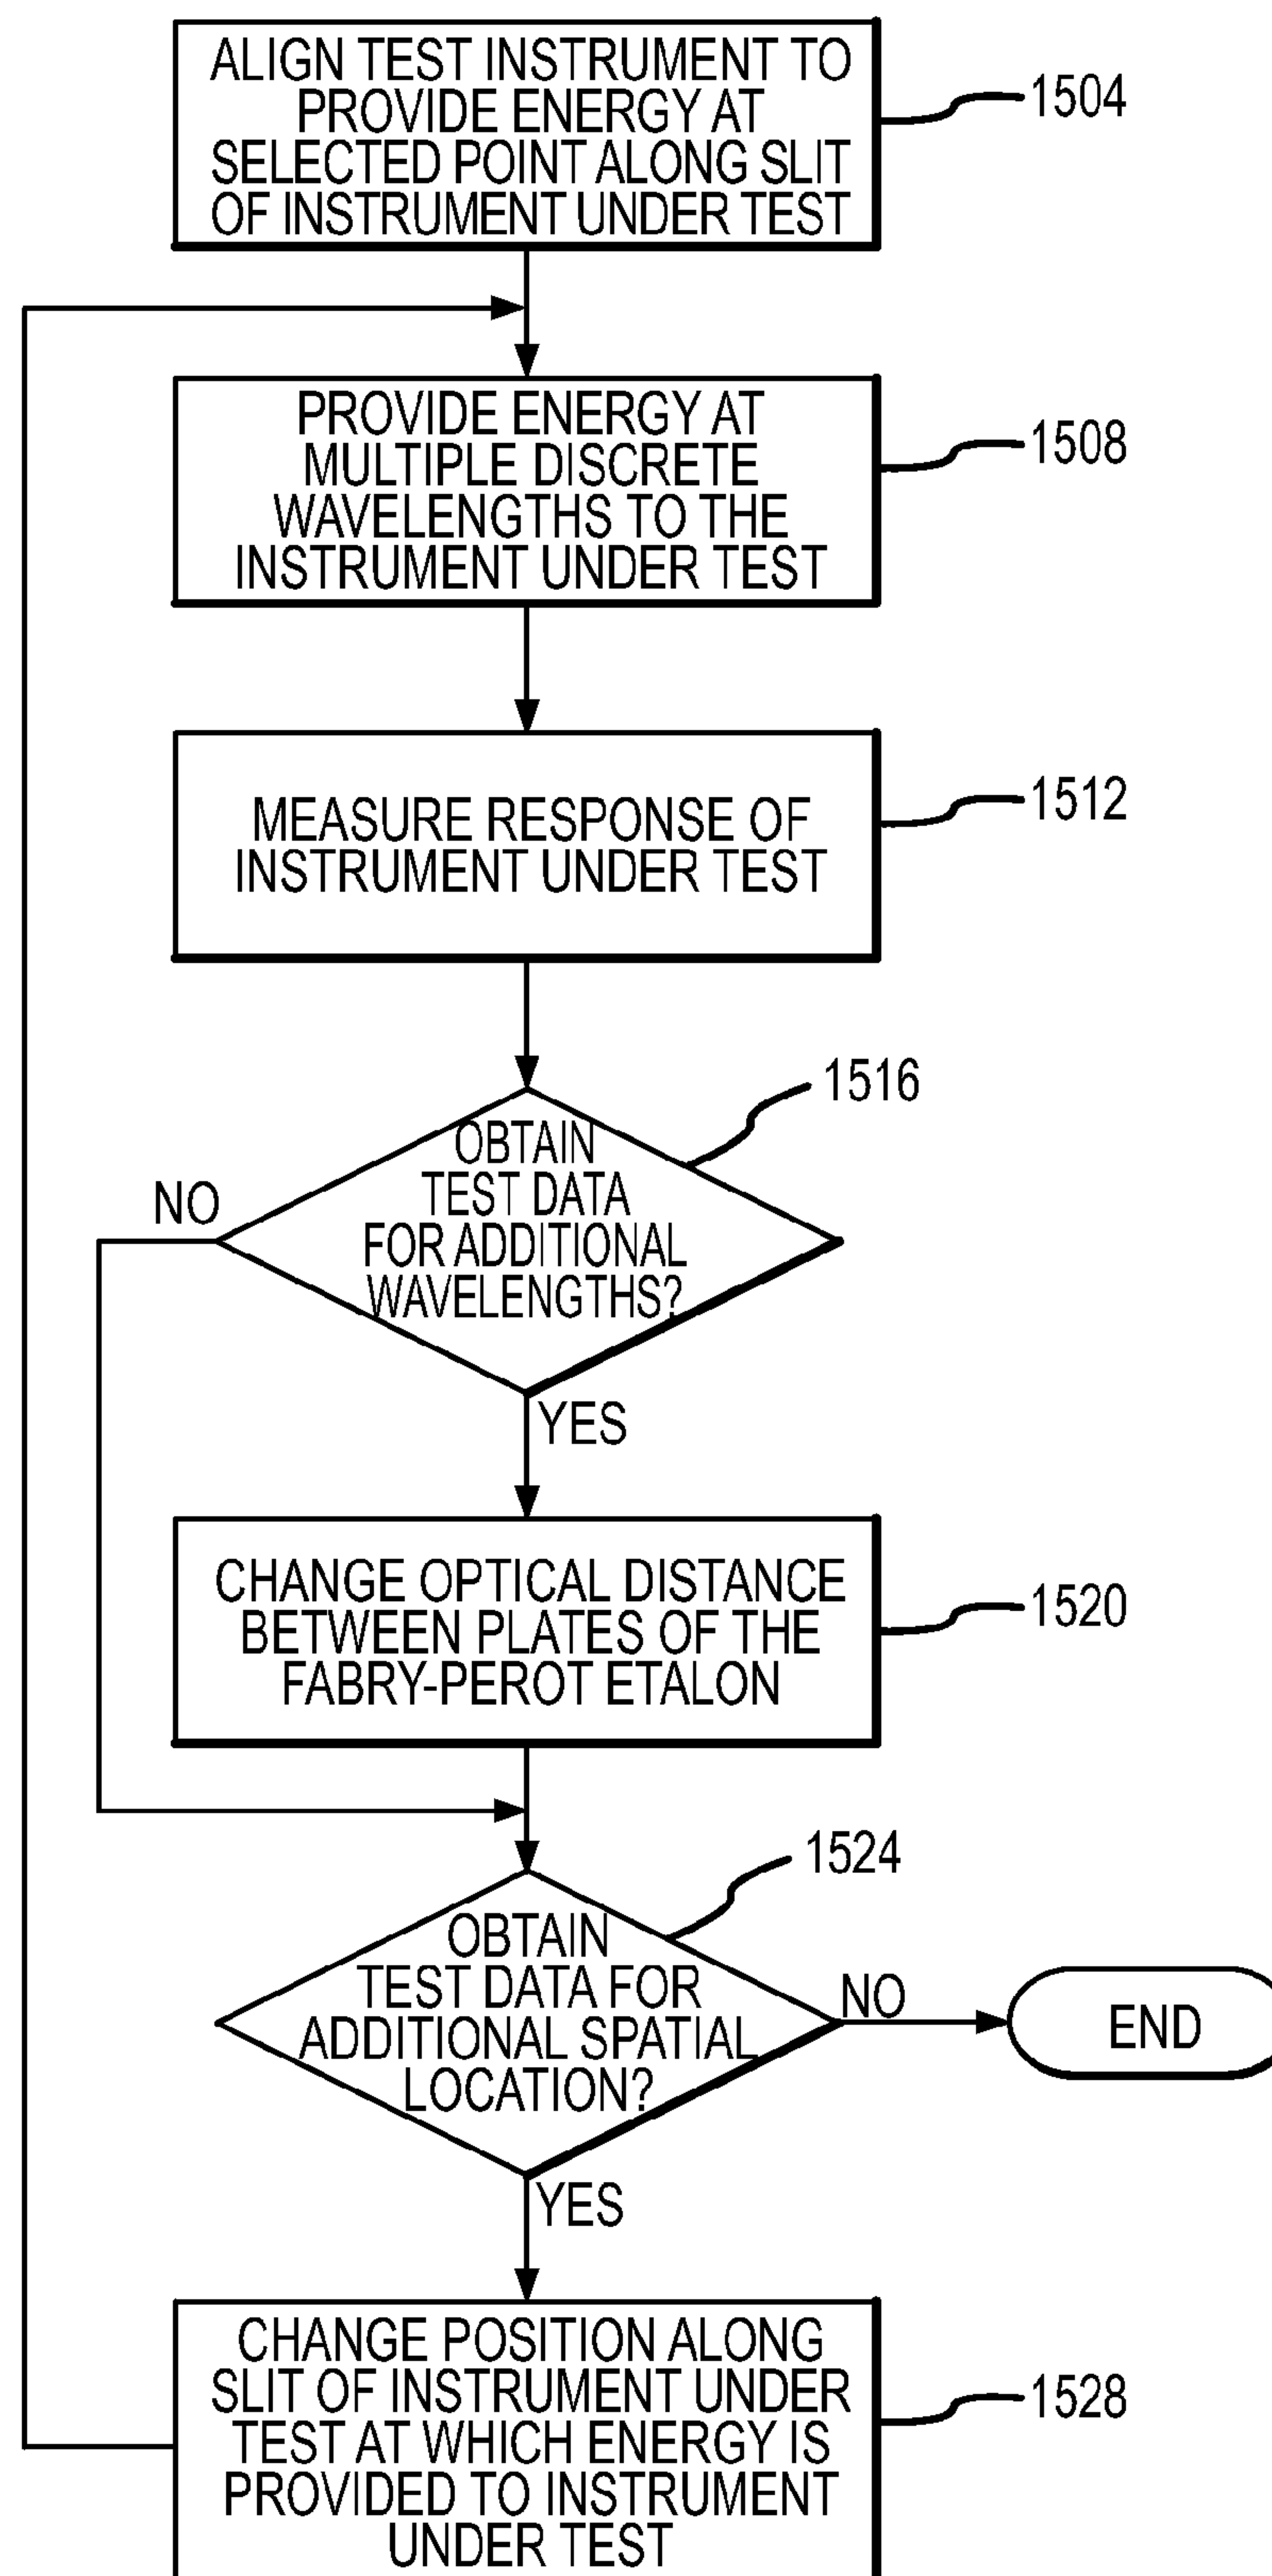 ALIGN TEST INSTRUMENT TO
PROVIDE ENERGY AT
SELECTED POINT ALONG SLIT
OF INSTRUMENT UNDER TEST
1504
PROVIDE ENERGY AT
MULTIPLE DISCRETE
WAVELENGTHS TO THE
INSTRUMENT UNDER TEST
1508
MEASURE RESPONSE OF
INSTRUMENT UNDER TEST
1512
1516
OBTAIN
TEST DATA
FOR ADDITIONAL
WAVELENGTHS?
NO
YES
CHANGE OPTICAL DISTANCE
BETWEEN PLATES OF THE
FABRY-PEROT ETALON
1520
1524
OBTAIN
TEST DATA FOR
ADDITIONAL SPATIAL
LOCATION?
NO
END
YES
CHANGE POSITION ALONG
SLIT OF INSTRUMENT UNDER
TEST AT WHICH ENERGY IS
PROVIDED TO INSTRUMENT
UNDER TEST
1528